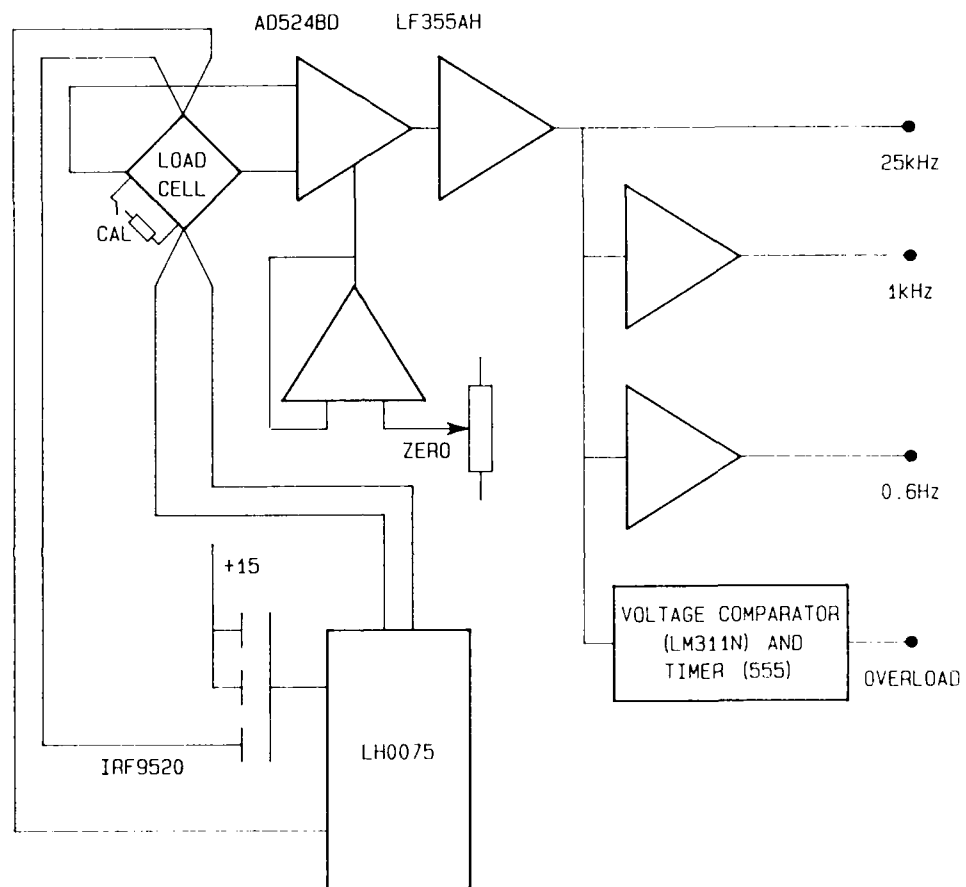 AD524BD
LF355AH
LOAD
CELL
CAL
25kHz
1kHz
ZERO
0.6Hz
+15
VOLTAGE COMPARATOR
(LM311N) AND
TIMER (555)
OVERLOAD
LH0075
IRF9520